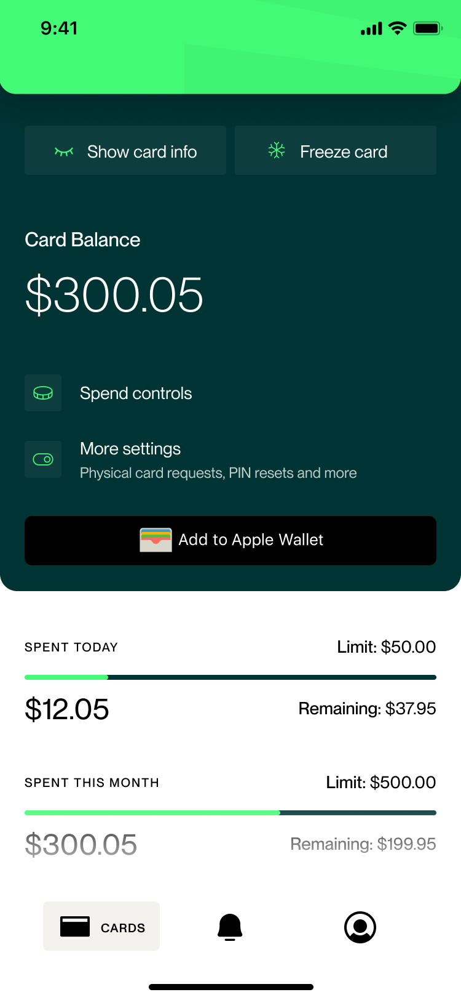 9:41
Show card info
Freeze card
Card Balance
$300.05
Spend controls
More settings
Physical card requests, PIN resets and more
Add to Apple Wallet
SPENT TODAY
Limit: $50.00
$12.05
Remaining: $37.95
SPENT THIS MONTH
Limit: $500.00
$300.05
Remaining: $199.95
CARDS